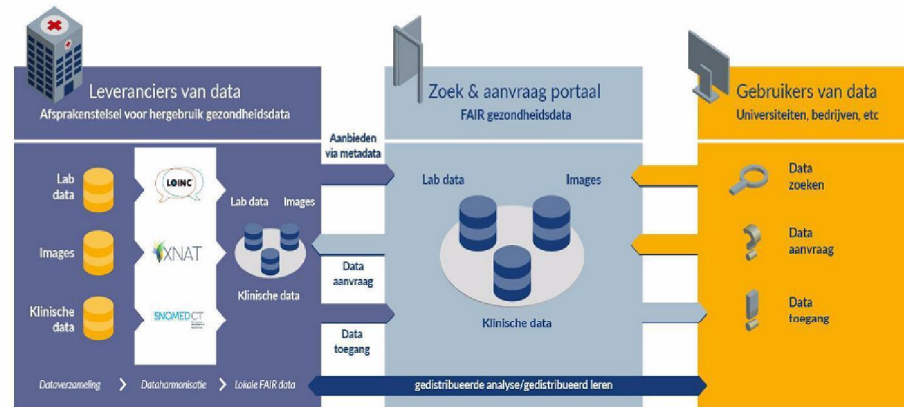 Leveranciers van data
Afsprakenstelsel voor hergebruik gezondheidsdata
Zoek & aanvraag portaal
FAIR gezondheidsdata
Gebruikers van data
Universiteiten, bedrijven, etc
Lab
data
LOINC
Lab data Images
Images
XNAT
Klinische
data
SNOMED CT
Klinische data
Dataverzameling > Dataharmonisatie > Lokale FAIR data
Aanbieden
via metadata
Data
aanvraag
Data
toegang
Lab data Images
Klinische data
Data
zoeken
Data
aanvraag
Data
toegang
gedistribueerde analyse/gedistribueerd leren